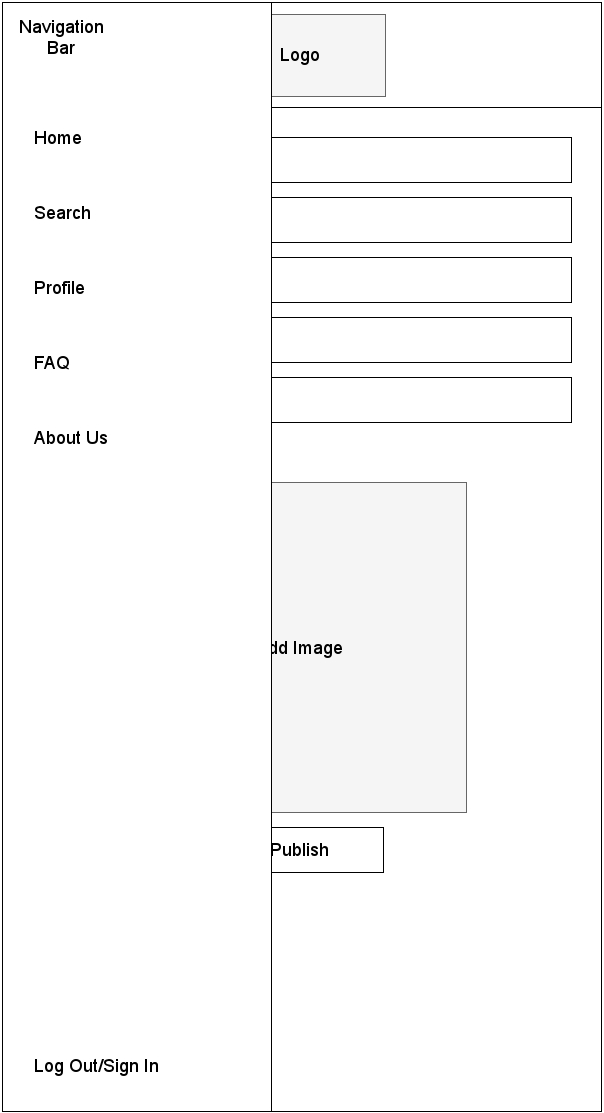 Navigation
Bar
Logo
Home
Search
Profile
FAQ
About Us
dd Image
Publish
Log Out/Sign In